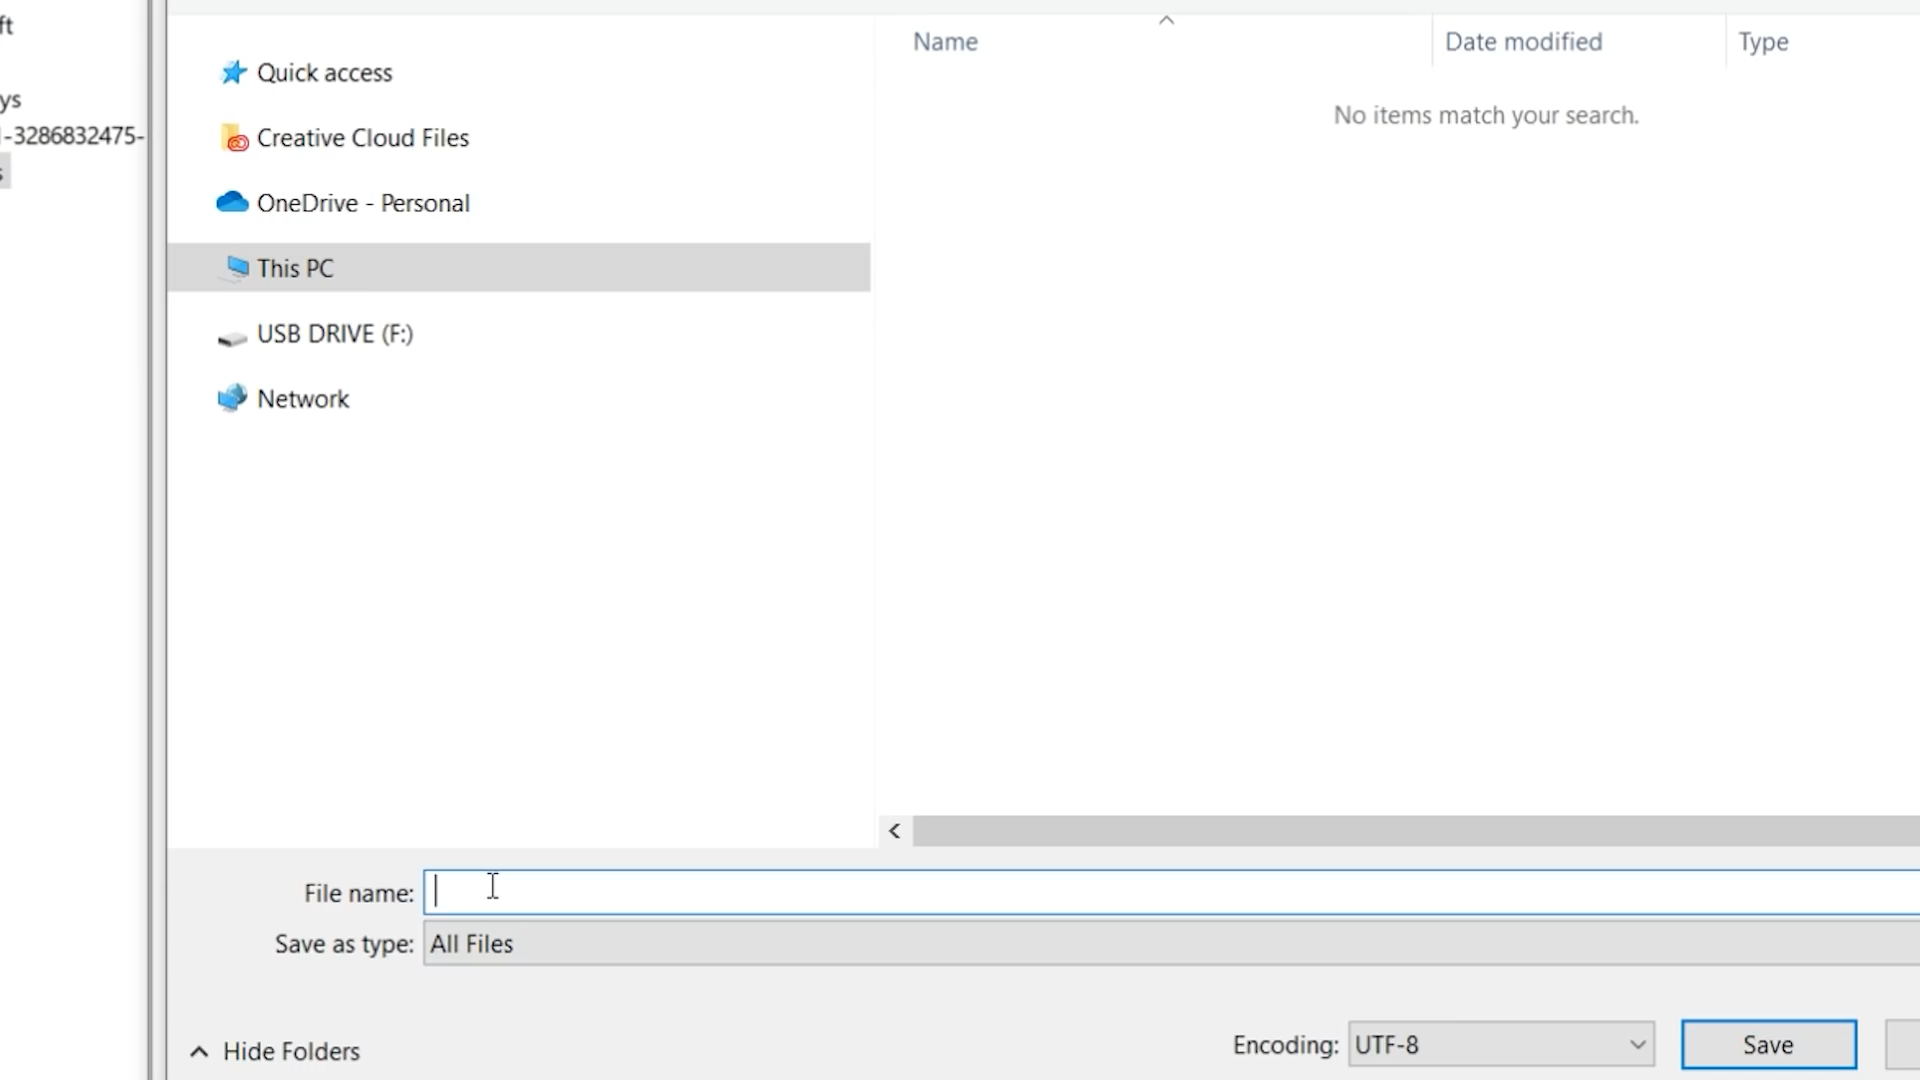 ft
ys
-3286832475-
s
Name
Date modified
Type
No items match your search.
Quick access
Creative Cloud Files
OneDrive - Personal
This PC
USB DRIVE (F:)
Network
File name:
Save as type: All Files
Hide Folders
Encoding: UTF-8
Save